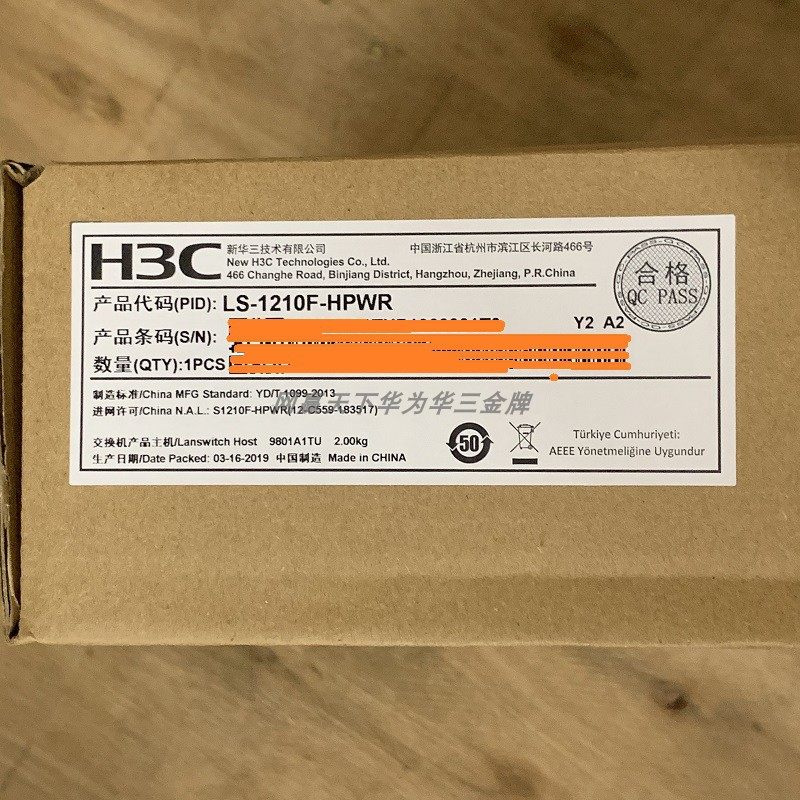 H3C
新华三技术有限公司 中国浙江省杭州市滨江区长河路466号
New H3C Technologies Co., Ltd.
466 Changhe Road, Binjiang District, Hangzhou, Zhejiang, P.R.China
合格
QC PASS
产品代码(PID): LS-1210F-HPWR
产品条码(S/N): Y2 A2
数量(QTY):1PCS
制造标准/China MFG Standard: YD/T-1099-2013
网赢天下华为华三金牌
进网许可/China N.A.L.: S1210F-HPWR(12-C559-183517)
交换机产品主机/Lanswitch Host 9801A1TU 2.00kg
生产日期/Date Packed: 03-16-2019 中国制造 Made in CHINA
50
Türkiye Cumhuriyeti:
AEEE Yönetmeliğine Uygundur